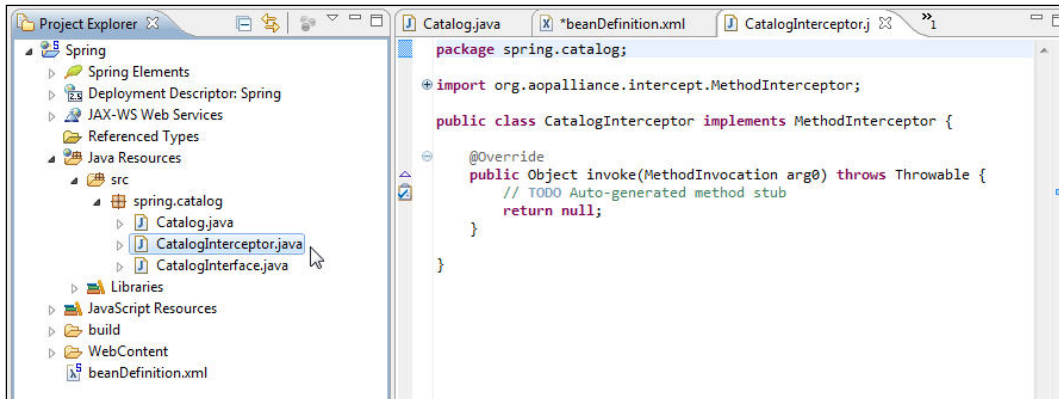 Project Explorer
Spring
Spring Elements
Deployment Descriptor: Spring
JAX-WS Web Services
Referenced Types
Java Resources
src
spring.catalog
Catalog.java
CatalogInterceptor.java
CatalogInterface.java
Libraries
JavaScript Resources
build
WebContent
beanDefinition.xml
Catalog.java *beanDefinition.xml CatalogInterceptor.j »1
package spring.catalog;
import org.aopalliance.intercept.MethodInterceptor;
public class CatalogInterceptor implements MethodInterceptor {
@Override
public Object invoke(MethodInvocation arg0) throws Throwable {
// TODO Auto-generated method stub
return null;
}
}